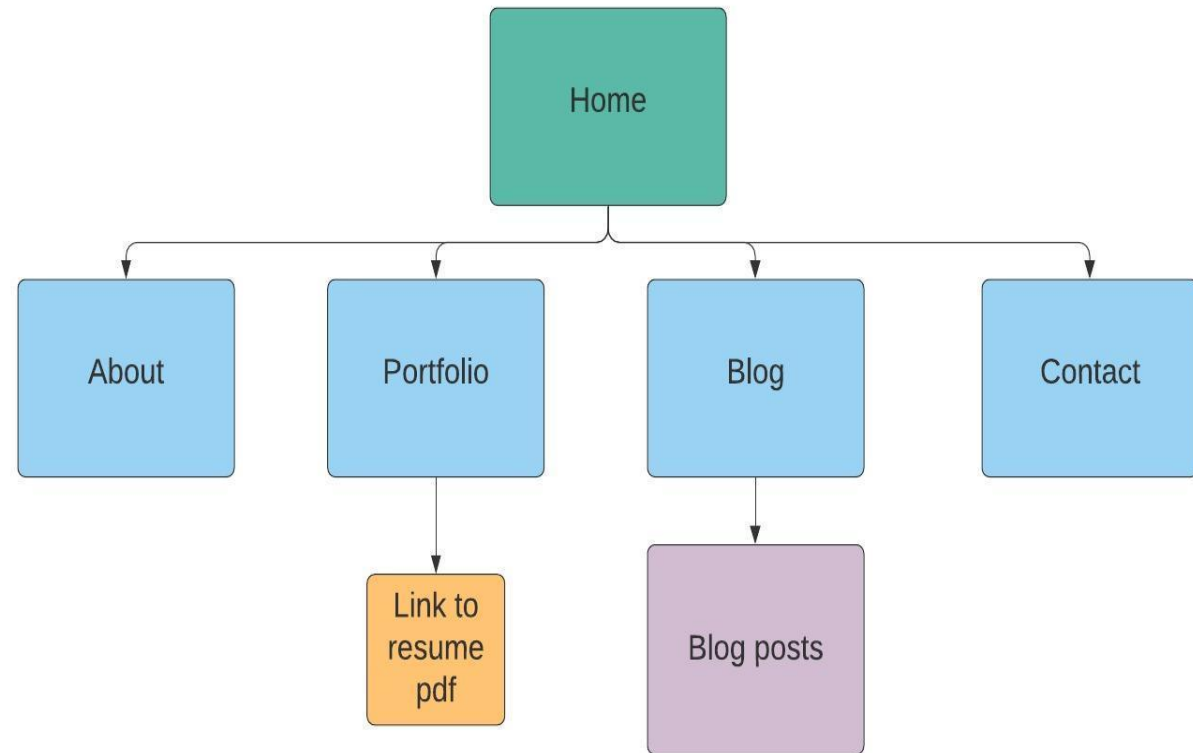 Home
About
Portfolio
Blog
Contact
Link to
resume
pdf
Blog posts